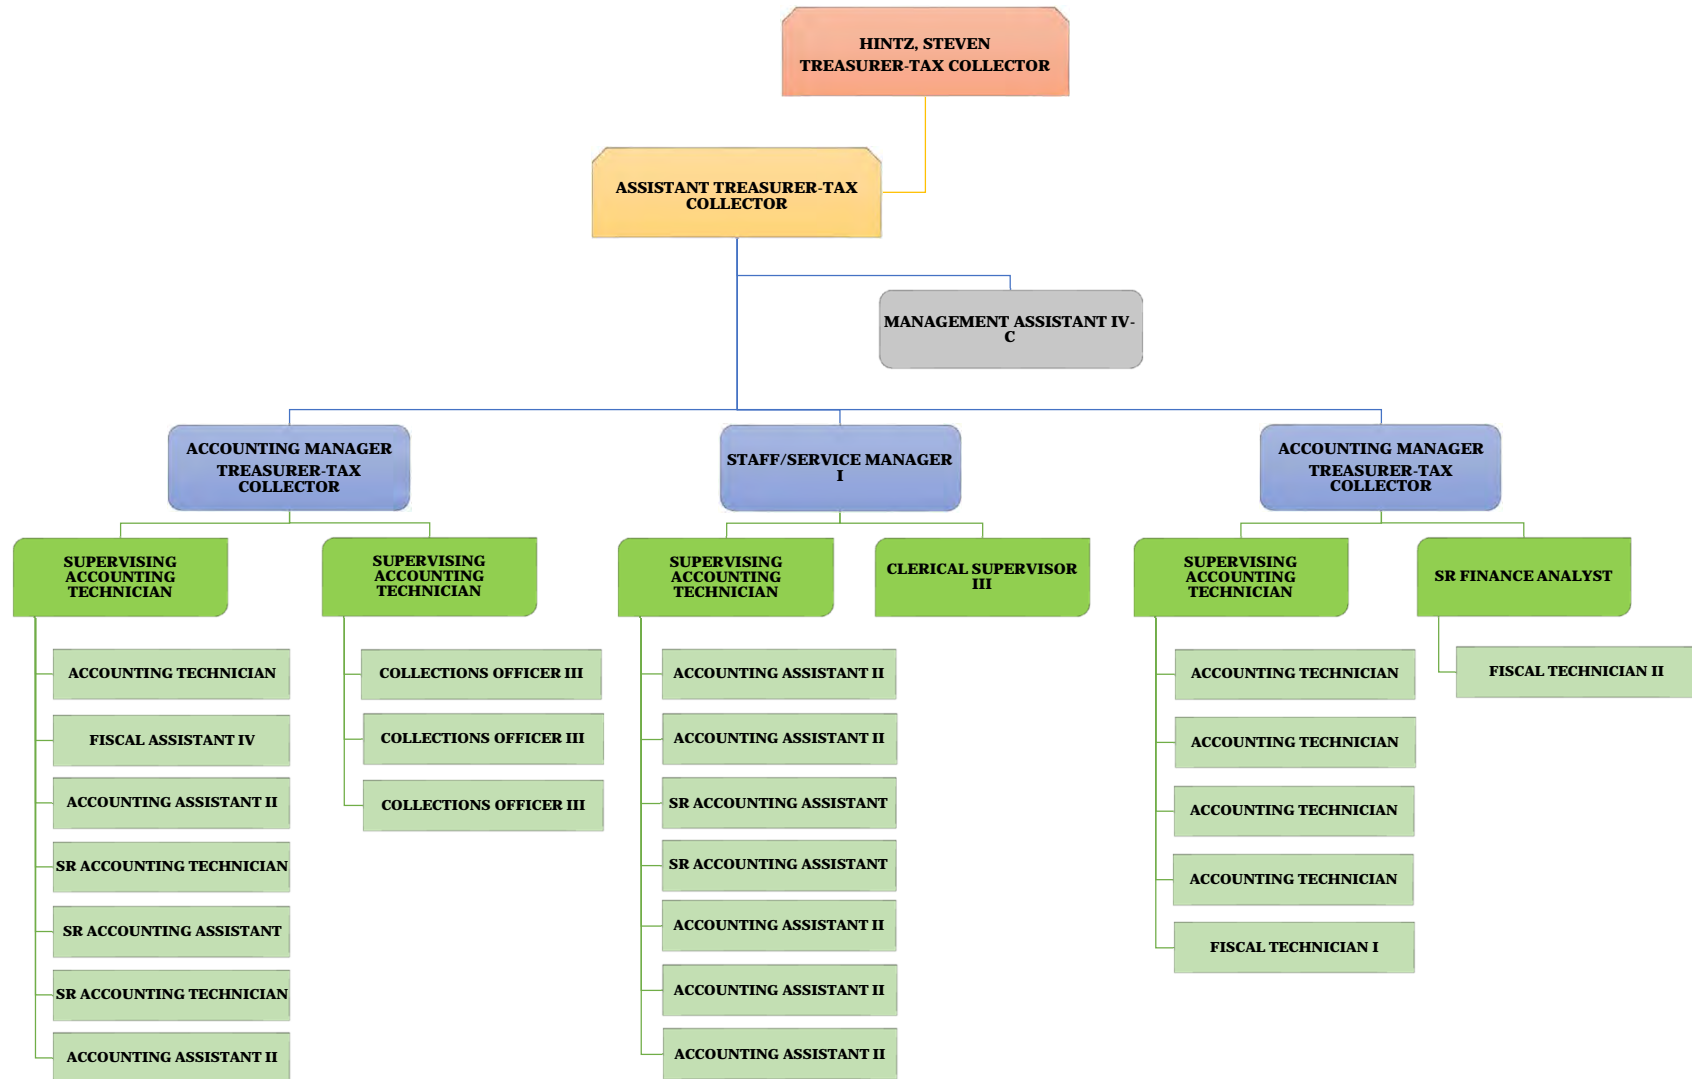 HINTZ, STEVEN
TREASURER-TAX COLLECTOR
ASSISTANT TREASURER-TAX
COLLECTOR
MANAGEMENT ASSISTANT IV-
C
ACCOUNTING MANAGER
TREASURER-TAX
COLLECTOR
STAFF/SERVICE MANAGER
I
ACCOUNTING MANAGER
TREASURER-TAX
COLLECTOR
SUPERVISING
ACCOUNTING
TECHNICIAN
SUPERVISING
ACCOUNTING
TECHNICIAN
SUPERVISING
ACCOUNTING
TECHNICIAN
CLERICAL SUPERVISOR
III
SUPERVISING
ACCOUNTING
TECHNICIAN
SR FINANCE ANALYST
ACCOUNTING TECHNICIAN
FISCAL ASSISTANT IV
ACCOUNTING ASSISTANT II
SR ACCOUNTING TECHNICIAN
SR ACCOUNTING ASSISTANT
SR ACCOUNTING TECHNICIAN
ACCOUNTING ASSISTANT II
COLLECTIONS OFFICER III
COLLECTIONS OFFICER III
COLLECTIONS OFFICER III
ACCOUNTING ASSISTANT II
ACCOUNTING ASSISTANT II
SR ACCOUNTING ASSISTANT
SR ACCOUNTING ASSISTANT
ACCOUNTING ASSISTANT II
ACCOUNTING ASSISTANT II
ACCOUNTING ASSISTANT II
ACCOUNTING TECHNICIAN
ACCOUNTING TECHNICIAN
ACCOUNTING TECHNICIAN
ACCOUNTING TECHNICIAN
FISCAL TECHNICIAN I
FISCAL TECHNICIAN II